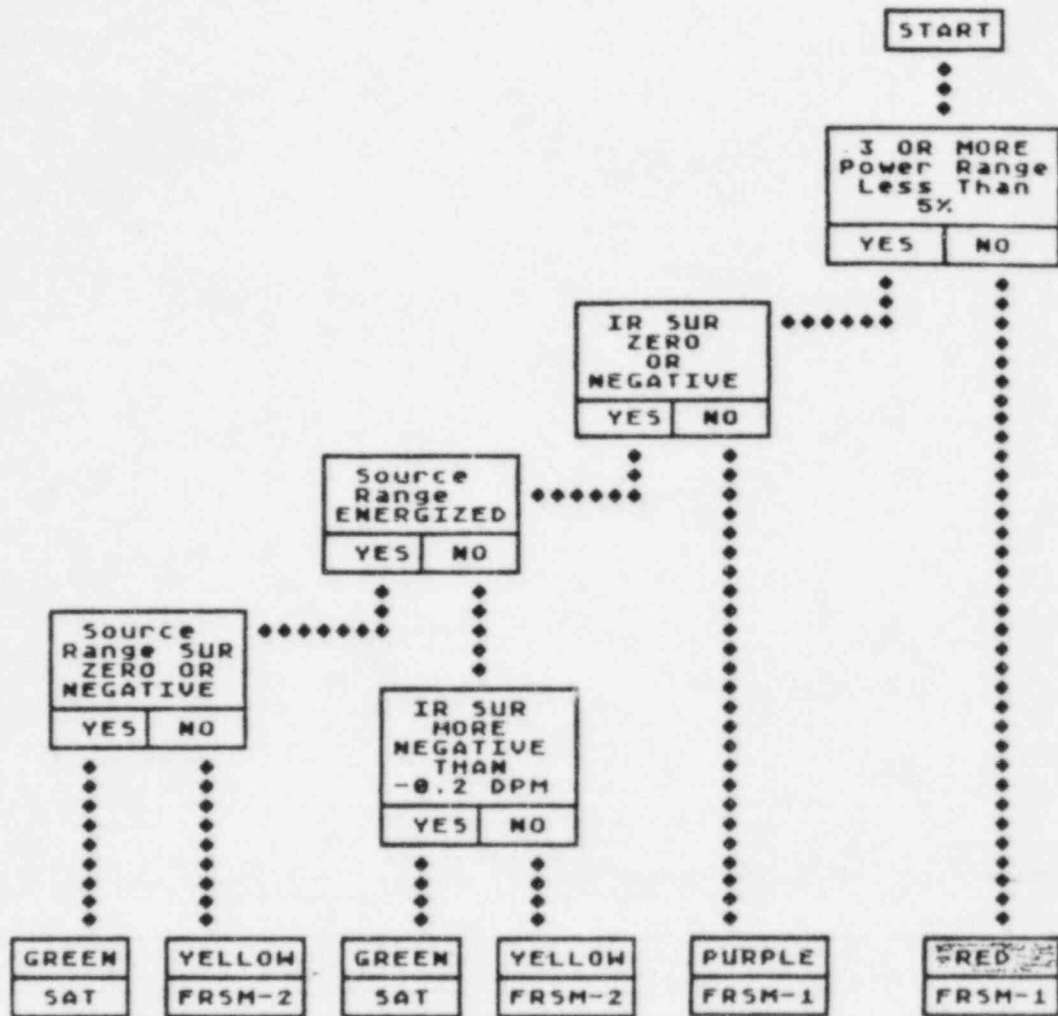 START
3 OR MORE
Power Range
Less Than
5%
YES NO
IR SUR
ZERO
OR
NEGATIVE
YES NO
Source
Range
ENERGIZED
YES NO
Source
Range SUR
ZERO OR
NEGATIVE
YES NO
IR SUR
MORE
NEGATIVE
THAN
-0.2 DPM
YES NO
GREEN
SAT
YELLOW
FRSM-2
GREEN
SAT
YELLOW
FRSM-2
PURPLE
FRSM-1
RED
FRSM-1